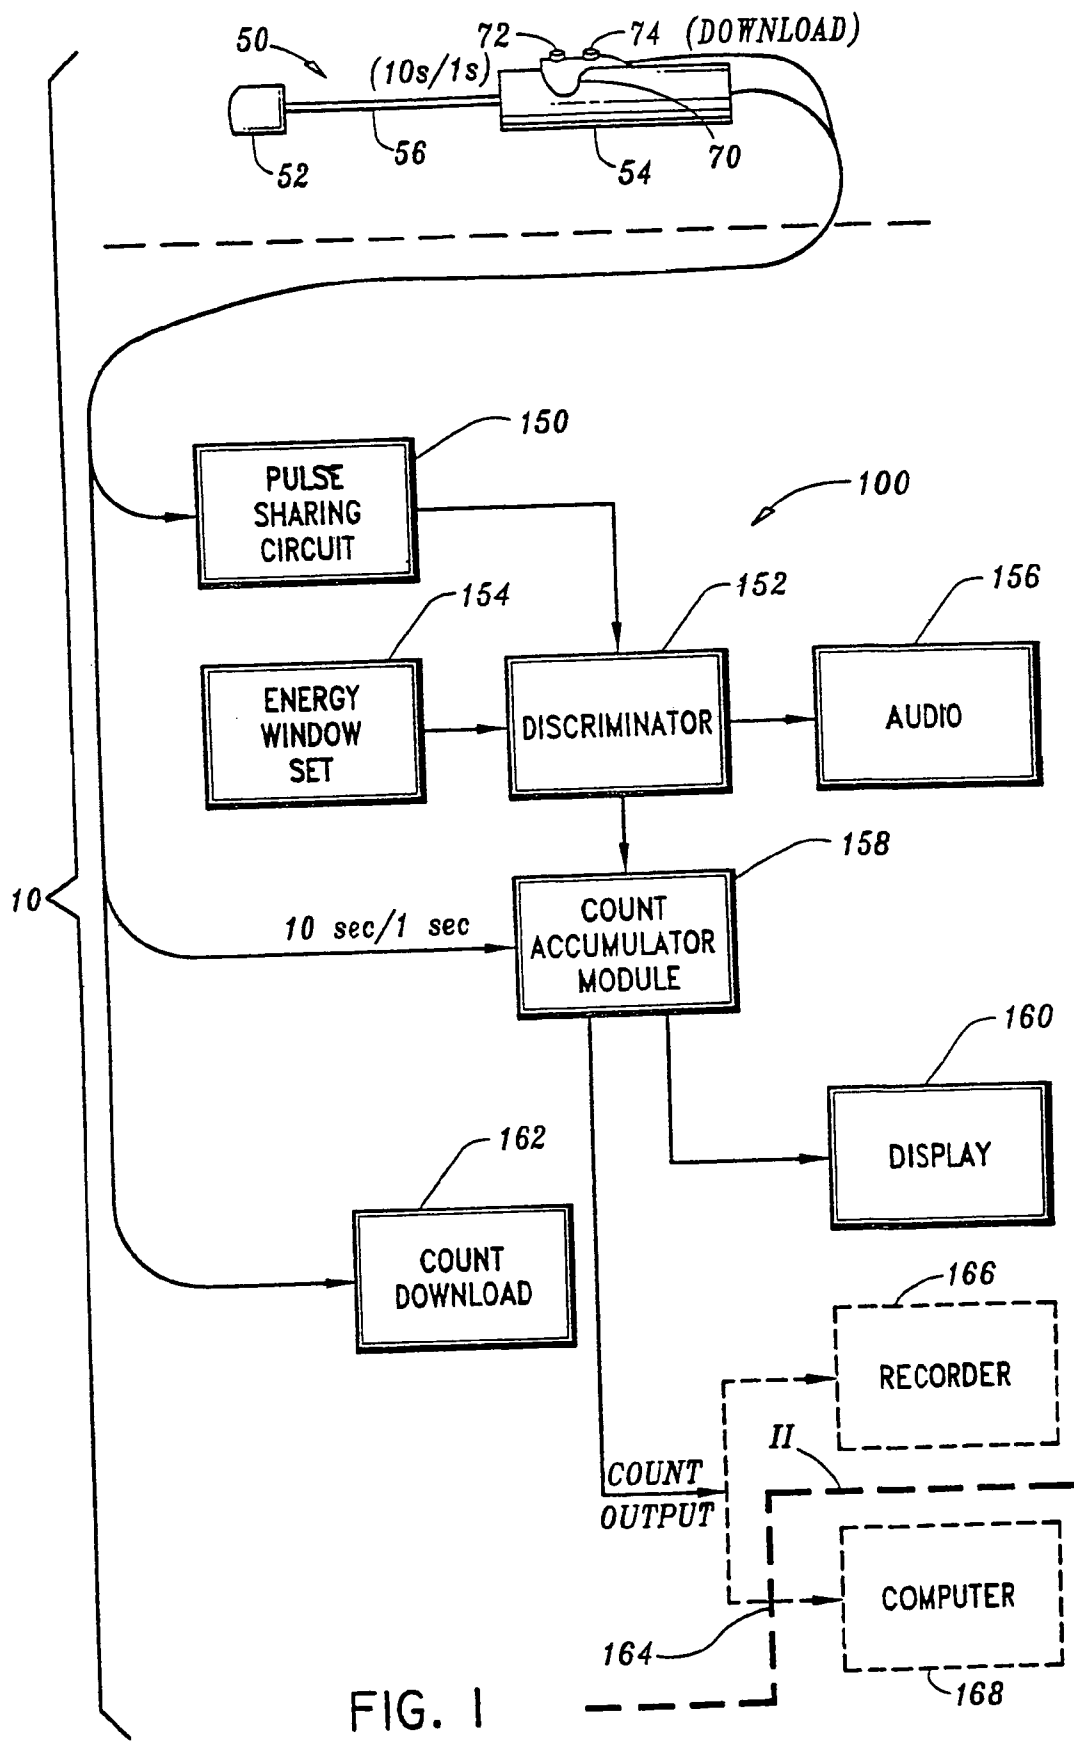 50
72
74 (DOWNLOAD)
(10s/1s)
52
56
54
70
150
PULSE
SHARING
CIRCUIT
100
154
152
156
ENERGY
WINDOW
SET
DISCRIMINATOR
AUDIO
158
10
10 sec/1 sec
COUNT
ACCUMULATOR
MODULE
160
162
DISPLAY
COUNT
DOWNLOAD
166
RECORDER
II
COUNT
OUTPUT
COMPUTER
164
168
FIG. 1